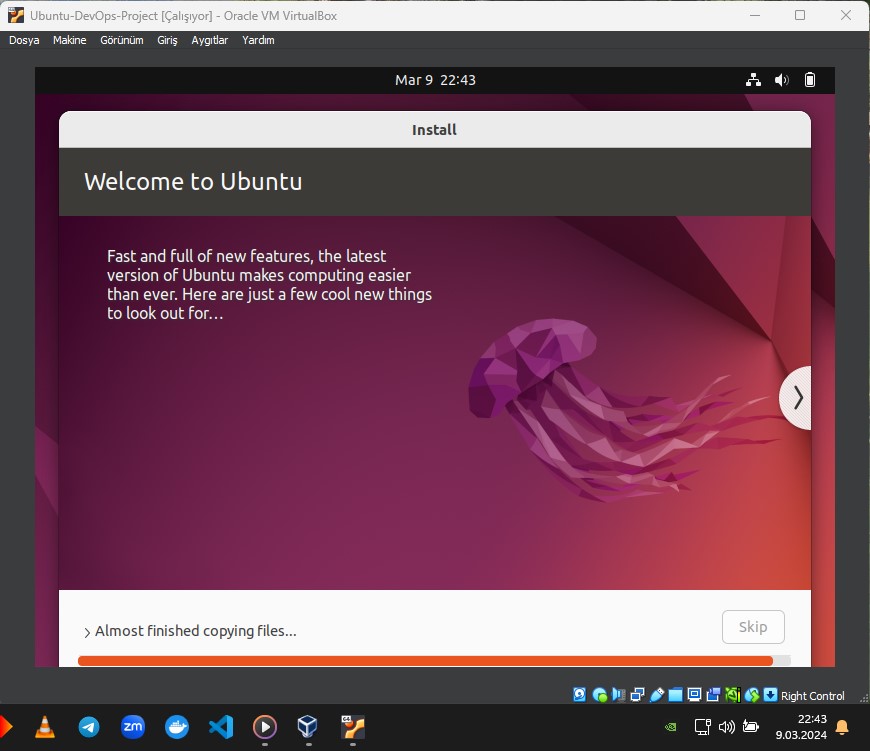 Ubuntu-DevOps-Project [Çalışıyor] - Oracle VM VirtualBox
Dosya Makine Görünüm Giriş Aygıtlar Yardım
Mar 9 22:43
Install
Welcome to Ubuntu
Fast and full of new features, the latest
version of Ubuntu makes computing easier
than ever. Here are just a few cool new things
to look out for…
Almost finished copying files...
Skip
Right Control
64
zm
64
22:43
9.03.2024